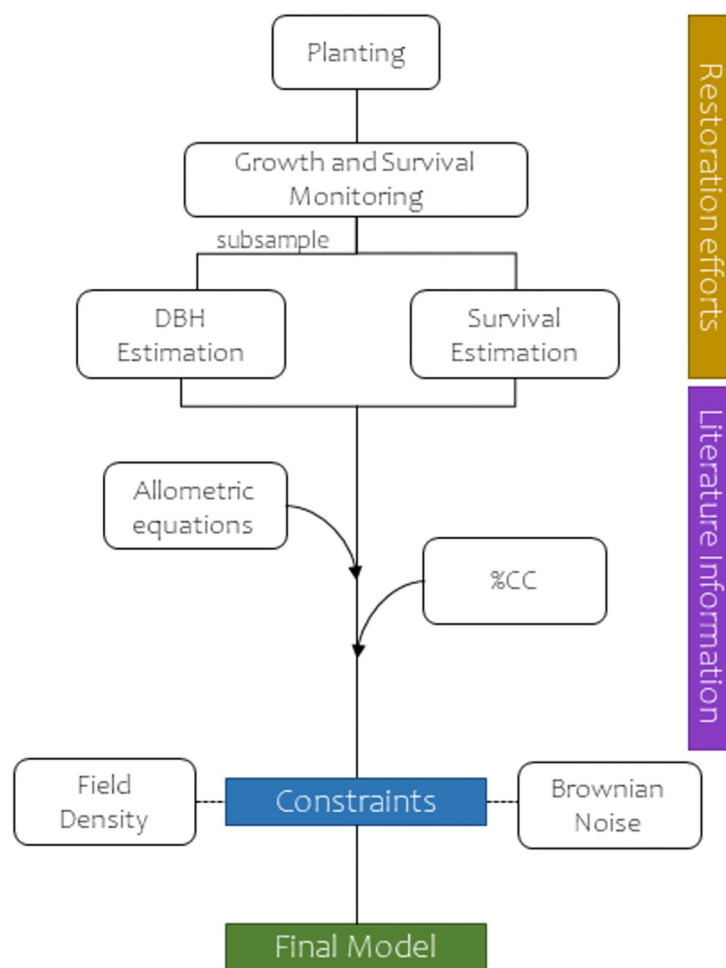 Planting
Growth and Survival
Monitoring
subsample
DBH
Estimation
Survival
Estimation
Restoration efforts
Allometric
equations
%CC
Literature Information
Field
Density
Constraints
Brownian
Noise
Final Model